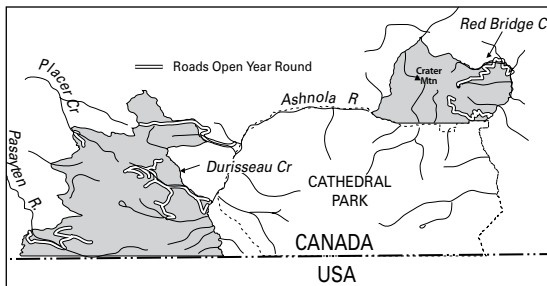 Red Bridge C
Placer Cr
Roads Open Year Round
Crater
Mtn
Ashnola R
Pasayten R.
Durisseau Cr
CATHEDRAL
PARK
CANADA
USA